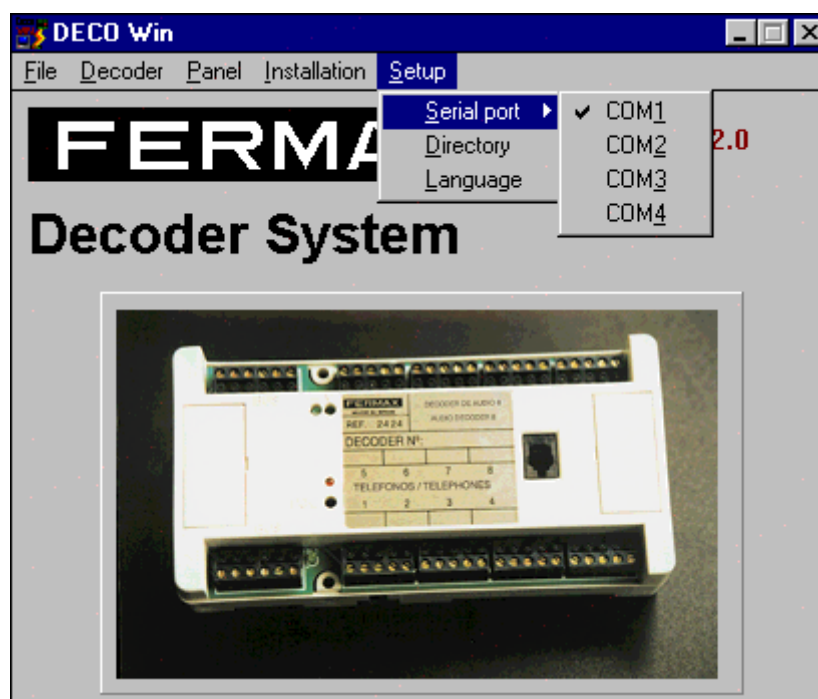 DECO Win
File Decoder Panel Installation Setup
Serial port
Directory
Language
COM1
COM2
COM3
COM4
FERMA
2.0
Decoder System
FERMAX
REF. 2424
DECODER DE AUDIO 8
AUDIO DECODER 8
DECODER Nº:
5 6 7 8
TELEFONOS / TELEPHONES
1 2 3 4